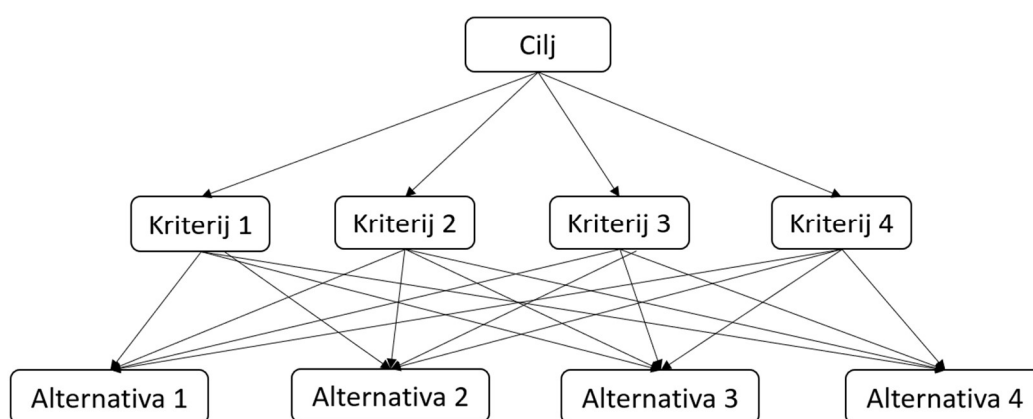 Cilj
Kriterij 1
Kriterij 2
Kriterij 3
Kriterij 4
Alternativa 1
Alternativa 2
Alternativa 3
Alternativa 4